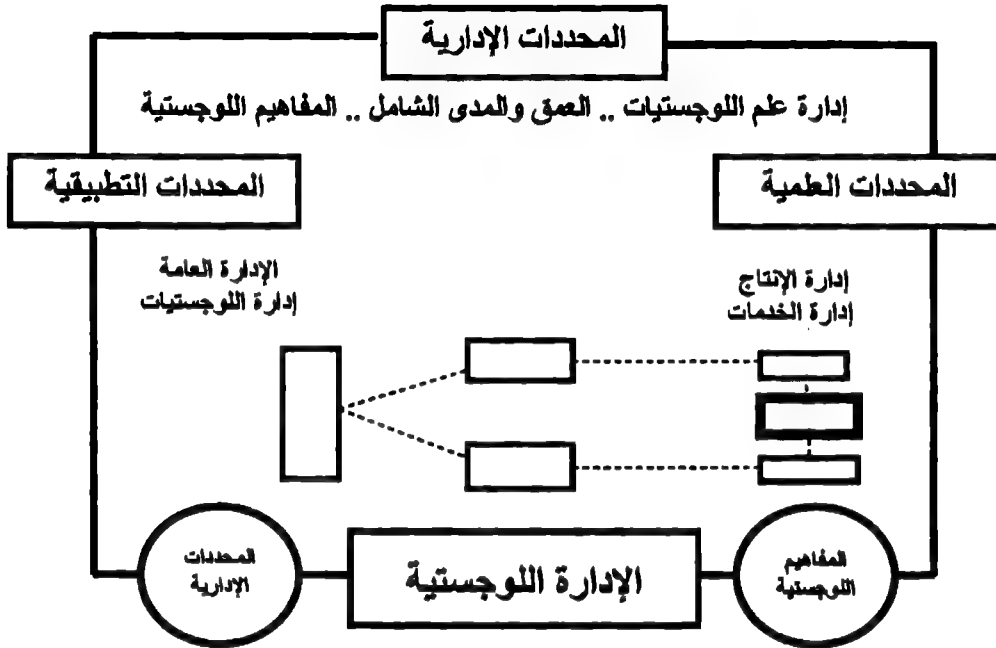 المحددات الإدارية
إدارة علم اللوجستيات .. العمق والمدى الشامل .. المفاهيم اللوجستية
المحددات العلمية
المحددات التطبيقية
إدارة الإنتاج
إدارة الخدمات
الإدارة العامة
إدارة اللوجستيات
المفاهيم
اللوجستية
الإدارة اللوجستية
المحددات
الإدارية